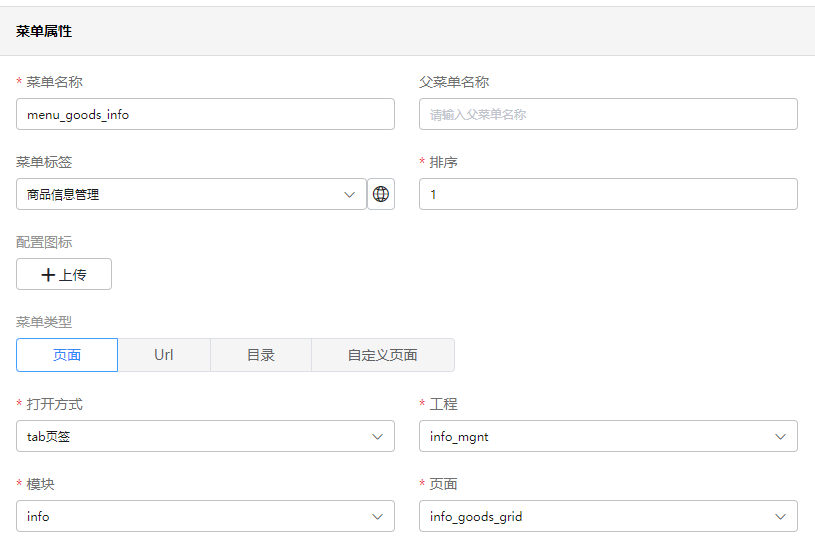 菜单属性
* 菜单名称
父菜单名称
menu_goods_info
请输入父菜单名称
菜单标签
* 排序
商品信息管理
1
配置图标
上传
菜单类型
页面 Url 目录 自定义页面
* 打开方式
* 工程
tab页签
info_mgnt
* 模块
* 页面
info
info_goods_grid